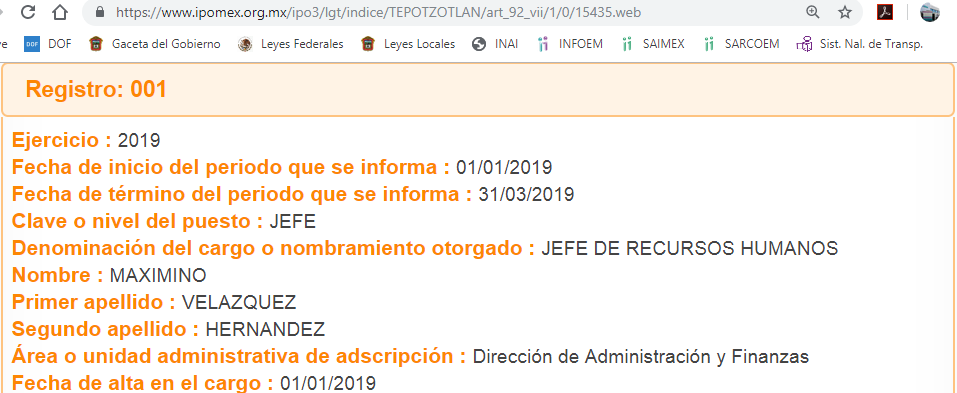 https://www.ipomex.org.mx/ipo3/lgt/indice/TEPOTZOTLAN/art_92_vii/1/0/15435.web
DOF DOF Gaceta del Gobierno Leyes Federales Leyes Locales INAI INFOEM SAIMEX SARCOEM Sist. Nal. de Transp.
Registro: 001
Ejercicio : 2019
Fecha de inicio del periodo que se informa : 01/01/2019
Fecha de término del periodo que se informa : 31/03/2019
Clave o nivel del puesto : JEFE
Denominación del cargo o nombramiento otorgado : JEFE DE RECURSOS HUMANOS
Nombre : MAXIMINO
Primer apellido : VELAZQUEZ
Segundo apellido : HERNANDEZ
Área o unidad administrativa de adscripción : Dirección de Administración y Finanzas
Fecha de alta en el cargo : 01/01/2019